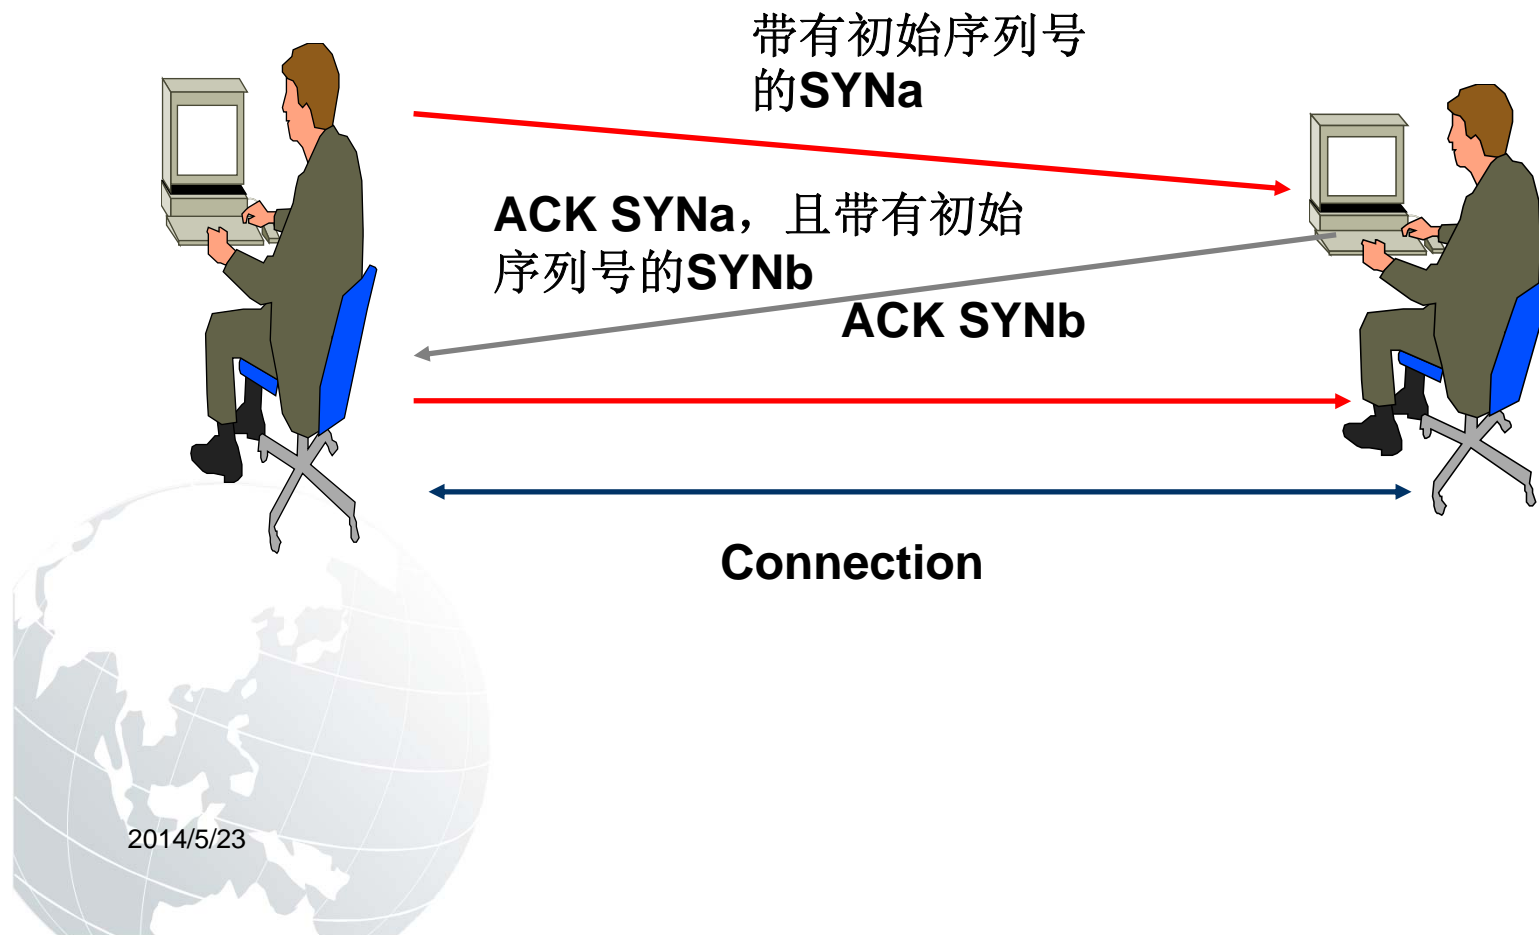 带有初始序列号
的SYNa
ACK SYNa，且带有初始
序列号的SYNb
ACK SYNb
Connection
2014/5/23